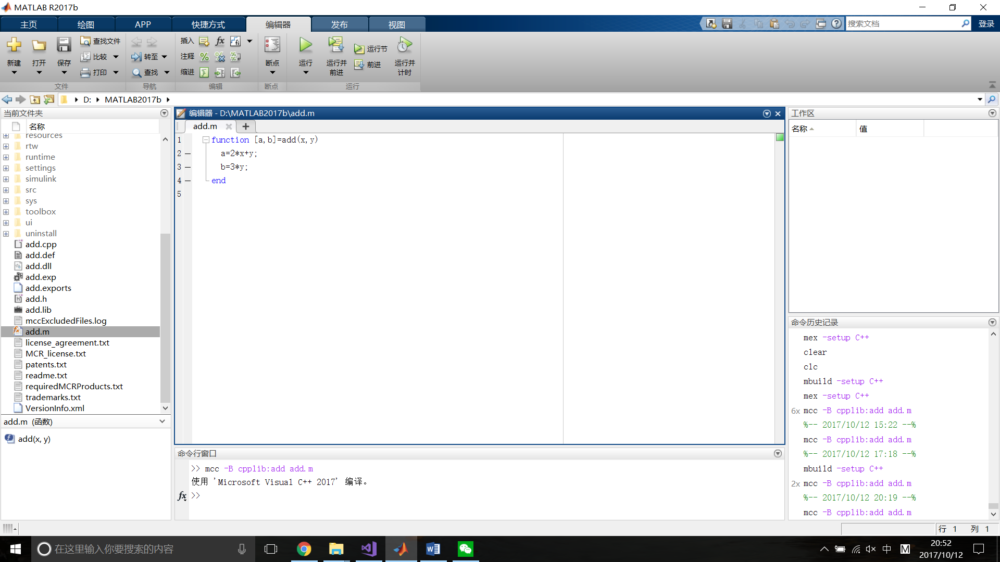 MATLAB R2017b
主页
绘图
APP
快捷方式
编辑器
发布
视图
搜索文档
登录
新建
打开
保存
查找文件
比较
打印
文件
转至
查找
导航
插入
注释
缩进
编辑
断点
断点
运行
运行并
前进
运行节
前进
运行并
计时
运行
D:
MATLAB2017b
当前文件夹
名称
resources
rtw
runtime
settings
simulink
src
sys
toolbox
ui
uninstall
add.cpp
add.def
add.dll
add.exp
add.exports
add.h
add.lib
mccExcludedFiles.log
add.m
license_agreement.txt
MCR_license.txt
patents.txt
readme.txt
requiredMCRProducts.txt
trademarks.txt
VersionInfo.xml
add.m (函数)
add(x, y)
编辑器 - D:\MATLAB2017b\add.m
add.m
1 function [a,b]=add(x,y)
2 a=2*x+y;
3 b=3*y;
4 end
5
命令行窗口
>> mcc -B cpplib:add add.m
使用 'Microsoft Visual C++ 2017' 编译。
fx >>
工作区
名称
值
命令历史记录
mex -setup C++
clear
clc
mbuild -setup C++
mex -setup C++
6x mcc -B cpplib:add add.m
%-- 2017/10/12 15:22 --%
mcc -B cpplib:add add.m
%-- 2017/10/12 17:18 --%
mbuild -setup C++
2x mcc -B cpplib:add add.m
%-- 2017/10/12 20:19 --%
mcc -B cpplib:add add.m
行 1 列 1
在这里输入你要搜索的内容
中
M
20:52
2017/10/12